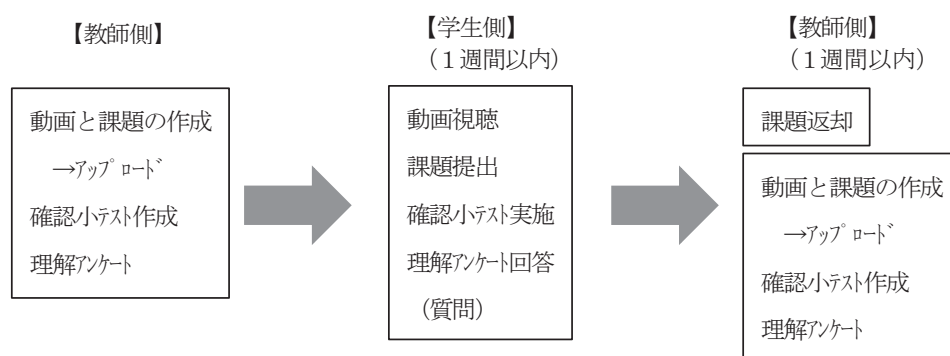 【教師側】
動画と課題の作成
→アップロード
確認小テスト作成
理解アンケート
【学生側】
（１週間以内）
動画視聴
課題提出
確認小テスト実施
理解アンケート回答
（質問）
【教師側】
（１週間以内）
課題返却
動画と課題の作成
→アップロード
確認小テスト作成
理解アンケート